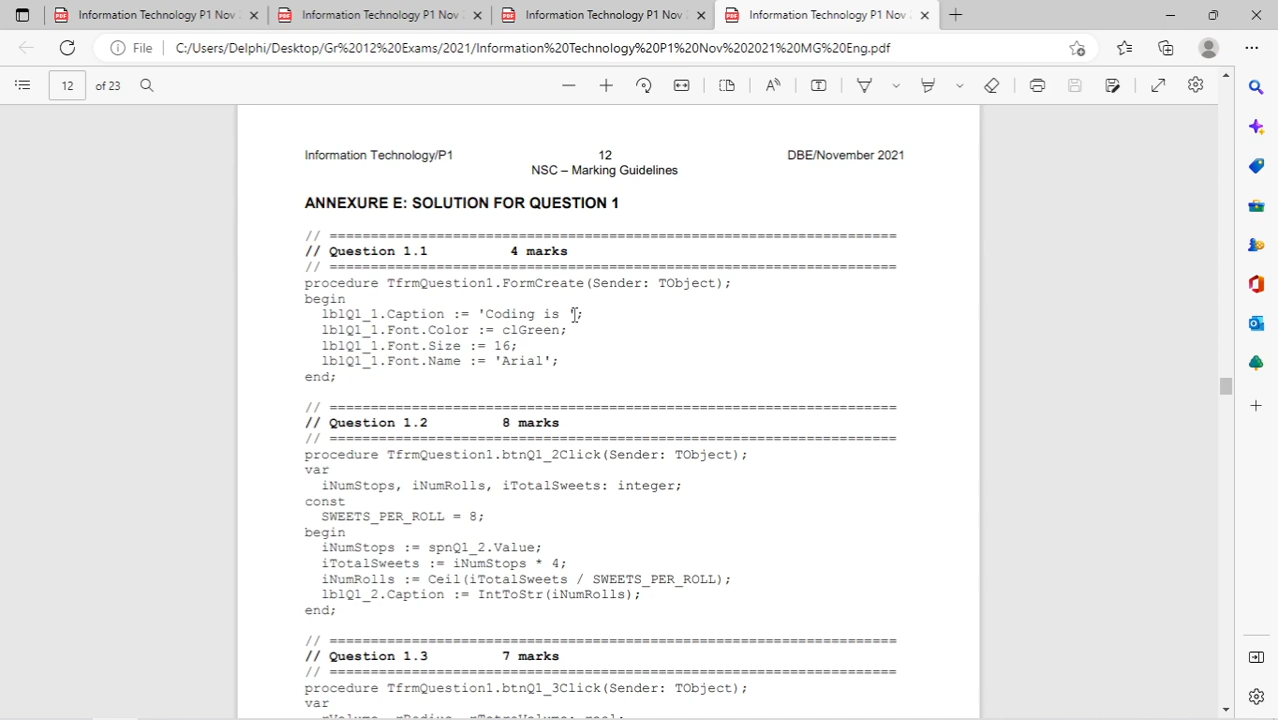 Information Technology P1 Nov
Information Technology P1 Nov 2
Information Technology P1 Nov 2
Information Technology P1 Nov 2
File
C:/Users/Delphi/Desktop/Gr%2012%20Exams/2021/Information%20Technology%20P1%20Nov%202021%20MG%20Eng.pdf
12 of 23
Information Technology/P1 12 DBE/November 2021
NSC – Marking Guidelines
ANNEXURE E: SOLUTION FOR QUESTION 1
// =====================================================================
// Question 1.1 4 marks
// =====================================================================
procedure TfrmQuestion1.FormCreate(Sender: TObject);
begin
lblQ1_1.Caption := 'Coding is ';
lblQ1_1.Font.Color := clGreen;
lblQ1_1.Font.Size := 16;
lblQ1_1.Font.Name := 'Arial';
end;
// =====================================================================
// Question 1.2 8 marks
// =====================================================================
procedure TfrmQuestion1.btnQ1_2Click(Sender: TObject);
var
iNumStops, iNumRolls, iTotalSweets: integer;
const
SWEETS_PER_ROLL = 8;
begin
iNumStops := spnQ1_2.Value;
iTotalSweets := iNumStops * 4;
iNumRolls := Ceil(iTotalSweets / SWEETS_PER_ROLL);
lblQ1_2.Caption := IntToStr(iNumRolls);
end;
// =====================================================================
// Question 1.3 7 marks
// =====================================================================
procedure TfrmQuestion1.btnQ1_3Click(Sender: TObject);
var